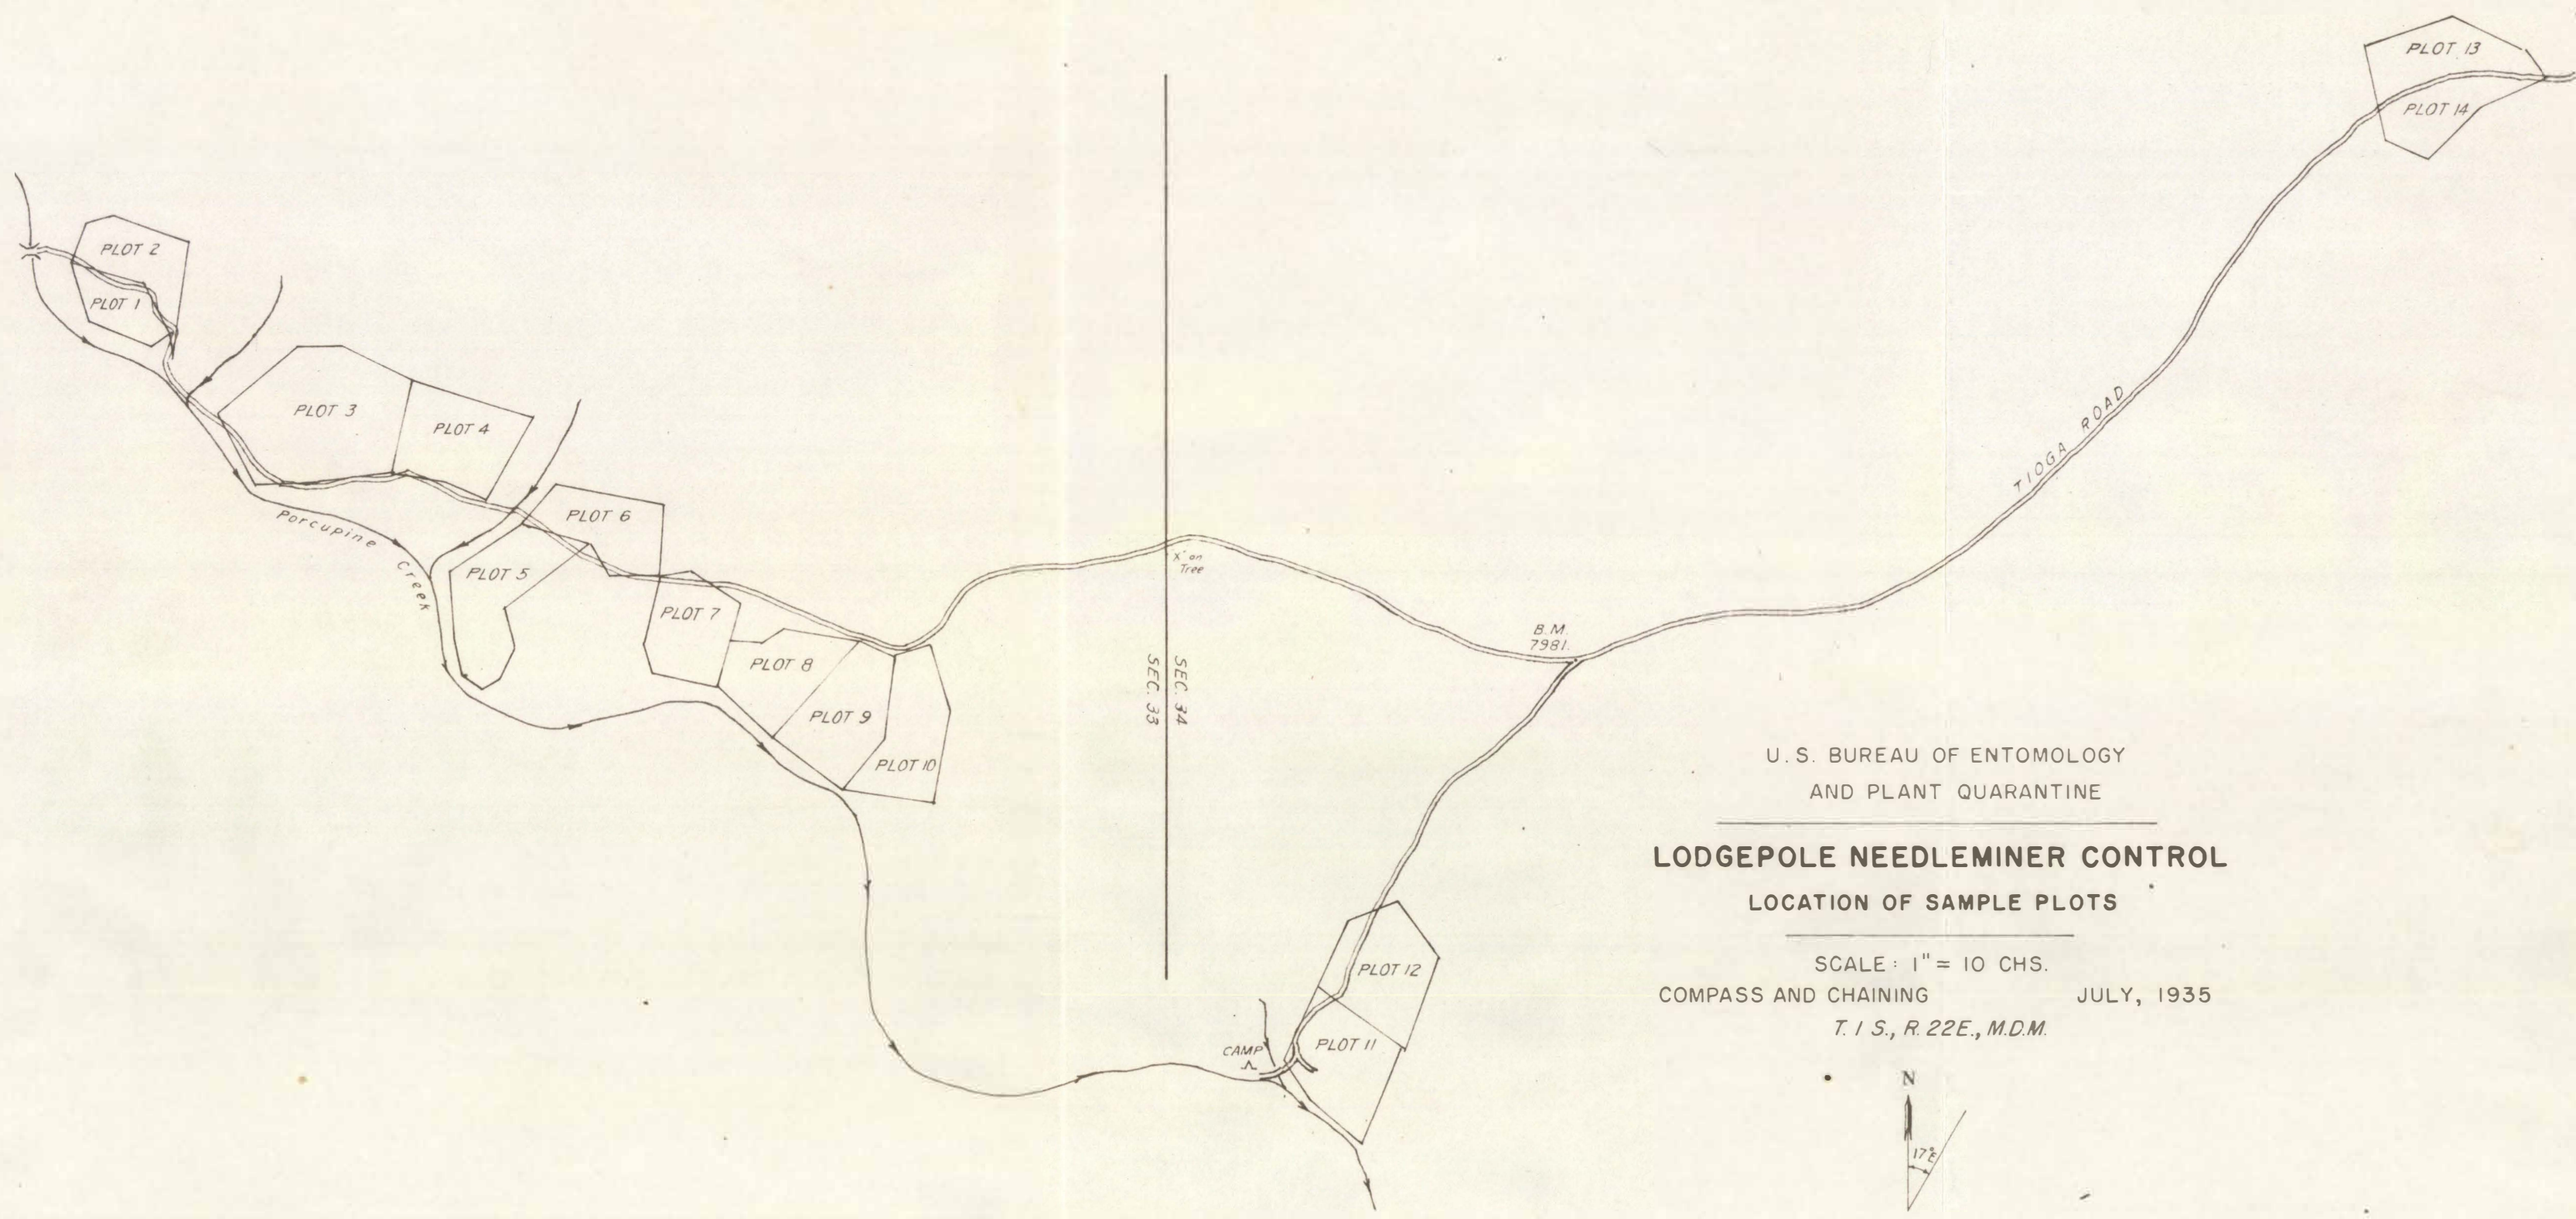 PLOT 13
PLOT 14
PLOT 2
PLOT 1
PLOT 3
PLOT 4
TIOGA ROAD
Porcupine
Creek
PLOT 6
PLOT 5
"X" on
Tree
PLOT 7
B.M.
7981.
PLOT 8
SEC. 34
SEC. 33
PLOT 9
PLOT 10
U. S. BUREAU OF ENTOMOLOGY
AND PLANT QUARANTINE
LODGEPOLE NEEDLEMINER CONTROL
LOCATION OF SAMPLE PLOTS
SCALE: 1" = 10 CHS.
COMPASS AND CHAINING JULY, 1935
T. 1 S., R. 22E., M.D.M.
PLOT 12
PLOT 11
CAMP
N
17°E